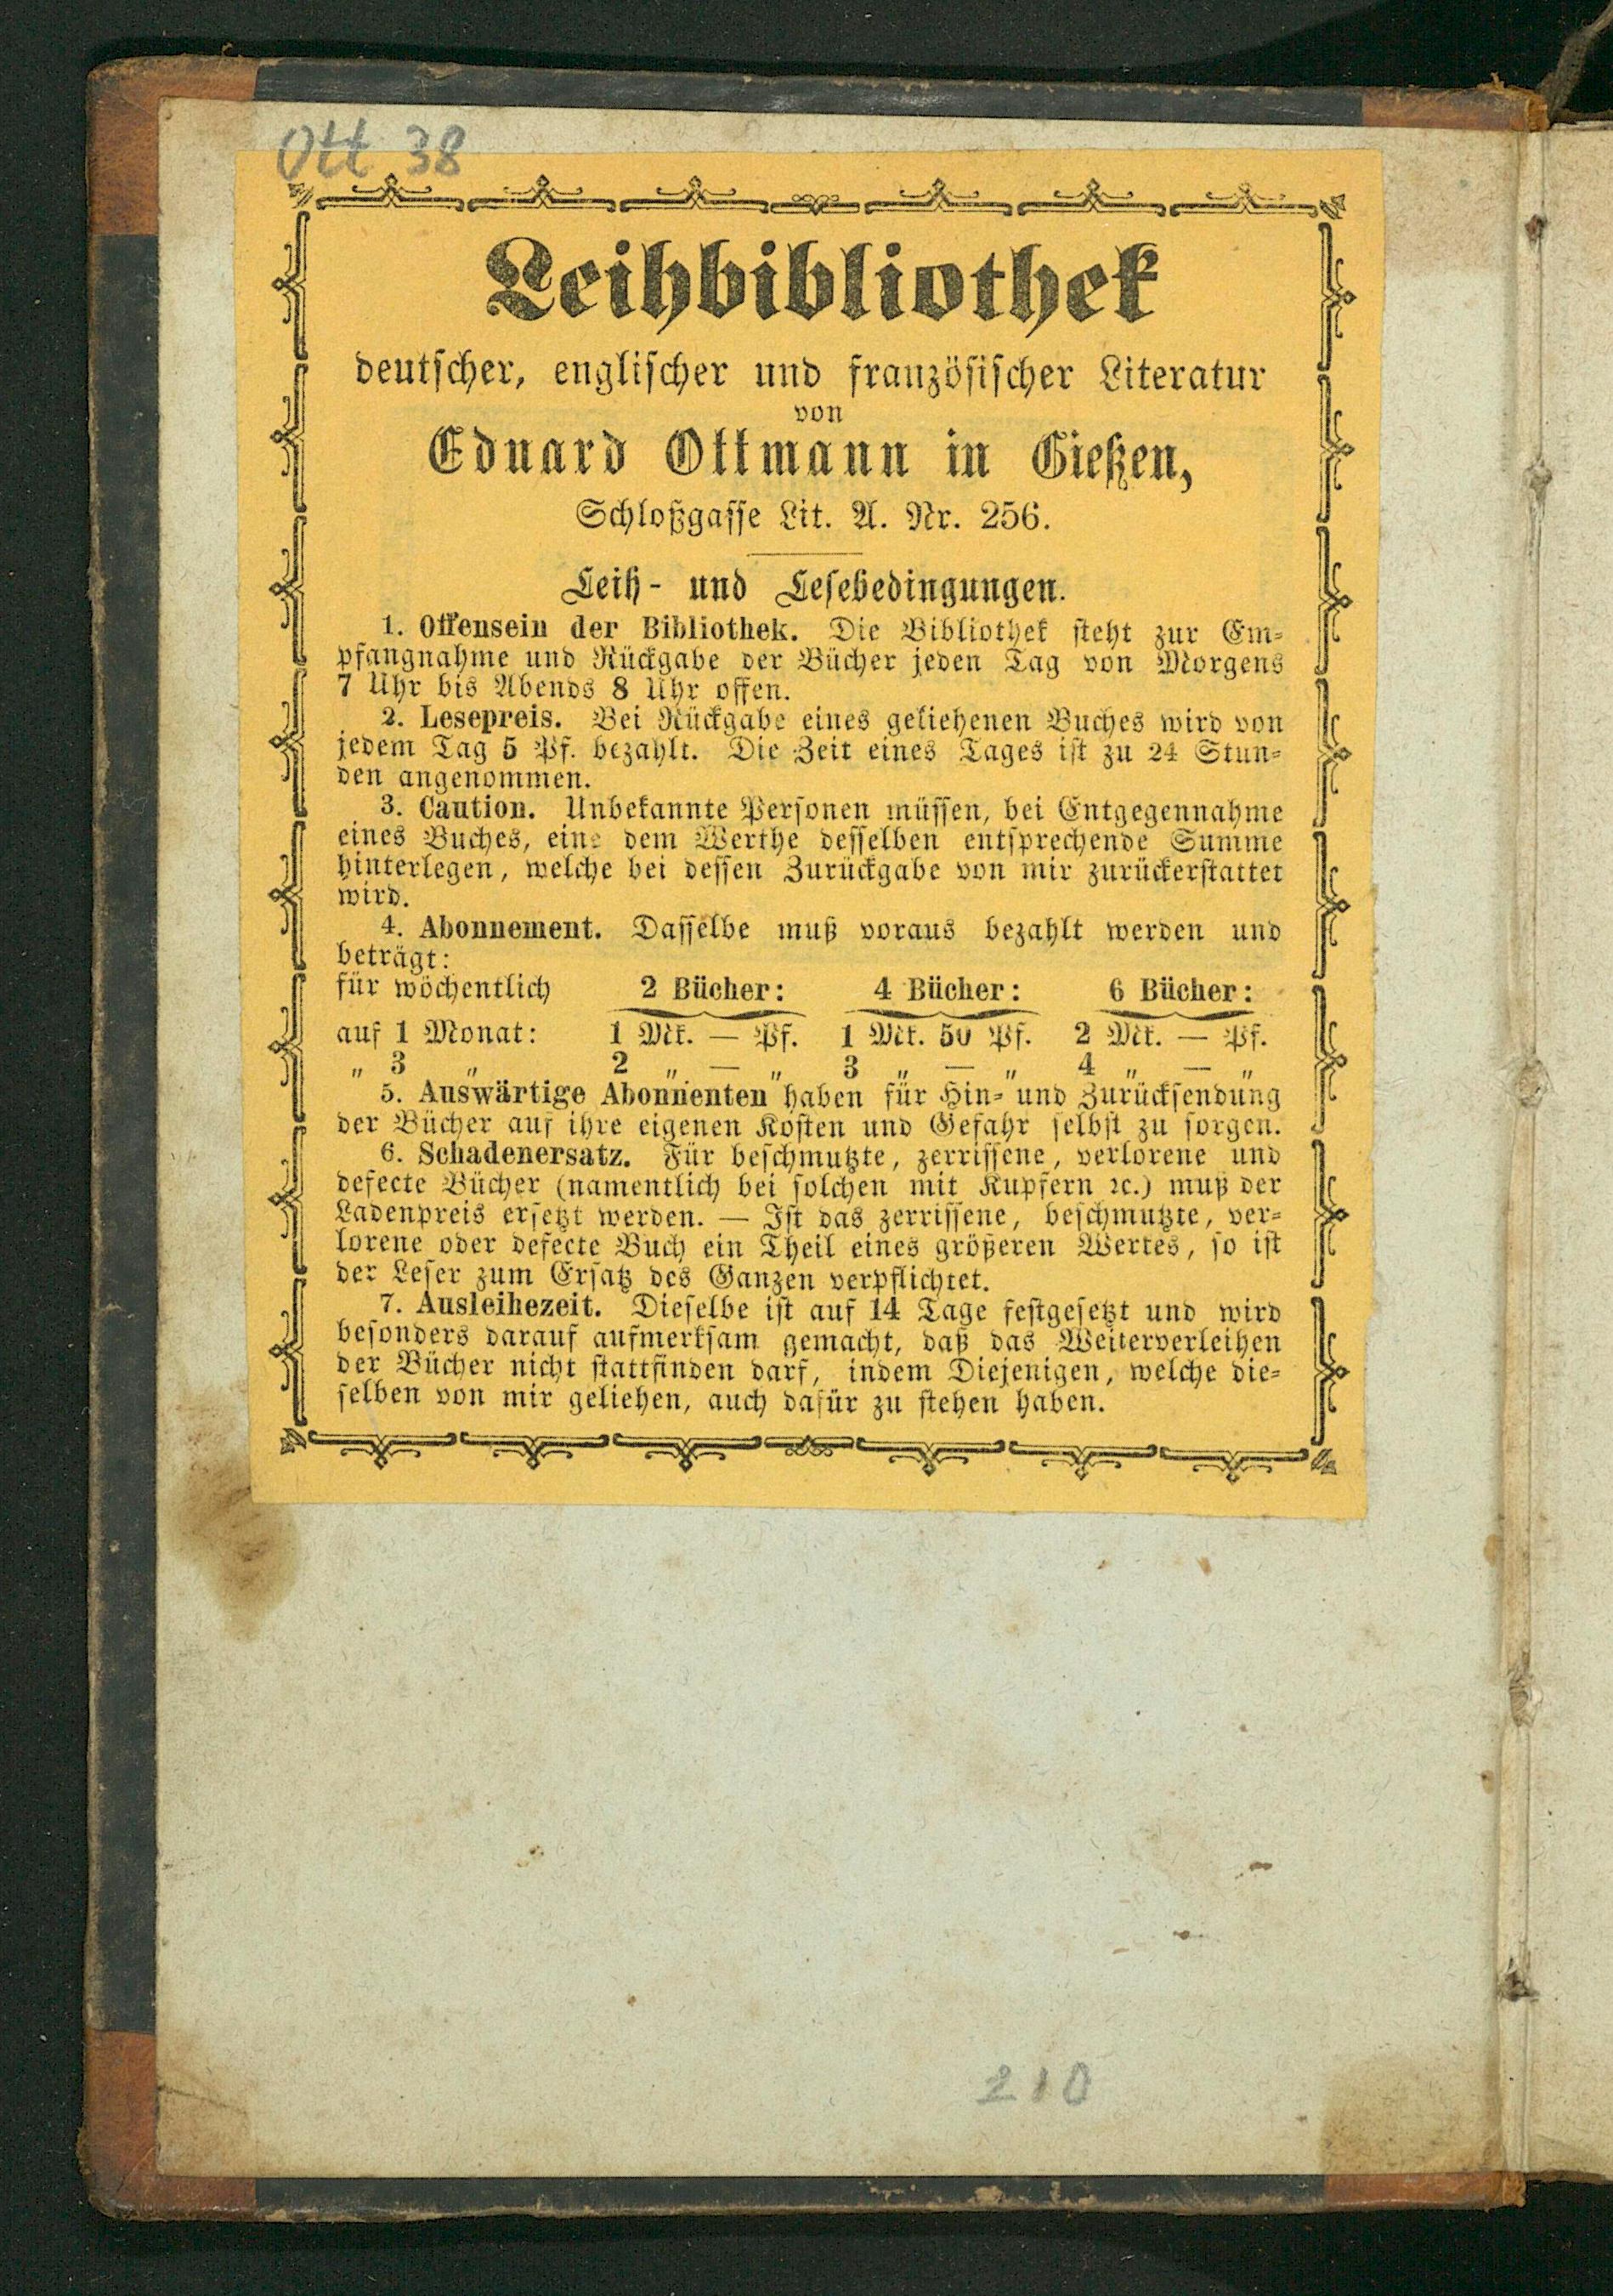 Ott 38
Leihbibliothek
deutscher, englischer und französischer Literatur
von
Eduard Ottmann in Gießen,
Schloßgasse Lit. A. Nr. 256.
Leih- und Lesebedingungen.
1. Offensein der Bibliothek. Die Bibliothek steht zur Em-
pfangnahme und Rückgabe der Bücher jeden Tag von Morgens
7 Uhr bis Abends 8 Uhr offen.
2. Lesepreis. Bei Rückgabe eines geliehenen Buches wird von
jedem Tag 5 Pf. bezahlt. Die Zeit eines Tages ist zu 24 Stun-
den angenommen.
3. Caution. Unbekannte Personen müssen, bei Entgegennahme
eines Buches, eine dem Werthe desselben entsprechende Summe
hinterlegen, welche bei dessen Zurückgabe von mir zurückerstattet
wird.
4. Abonnement. Dasselbe muß voraus bezahlt werden und
beträgt:
für wöchentlich 2 Bücher: 4 Bücher: 6 Bücher:
auf 1 Monat: 1 Mk. — Pf. 1 Mk. 50 Pf. 2 Mk. — Pf.
„ 3 „ 2 „ — „ 3 „ — „ 4 „ — „
5. Auswärtige Abonnenten haben für Hin- und Zurücksendung
der Bücher auf ihre eigenen Kosten und Gefahr selbst zu sorgen.
6. Schadenersatz. Für beschmutzte, zerrissene, verlorene und
defecte Bücher (namentlich bei solchen mit Kupfern ꝛc.) muß der
Ladenpreis ersetzt werden. — Ist das zerrissene, beschmutzte, ver-
lorene oder defecte Buch ein Theil eines größeren Werkes, so ist
der Leser zum Ersatz des Ganzen verpflichtet.
7. Ausleihezeit. Dieselbe ist auf 14 Tage festgesetzt und wird
besonders darauf aufmerksam gemacht, daß das Weiterverleihen
der Bücher nicht stattfinden darf, indem Diejenigen, welche die-
selben von mir geliehen, auch dafür zu stehen haben.
210